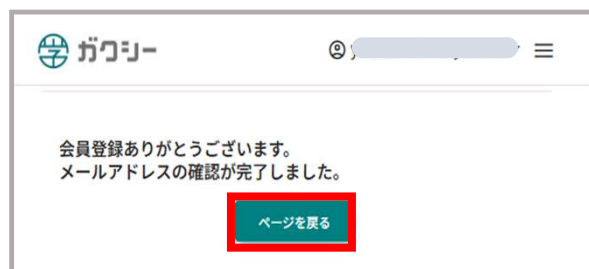 ガクシー
会員登録ありがとうございます。
メールアドレスの確認が完了しました。
ページを戻る